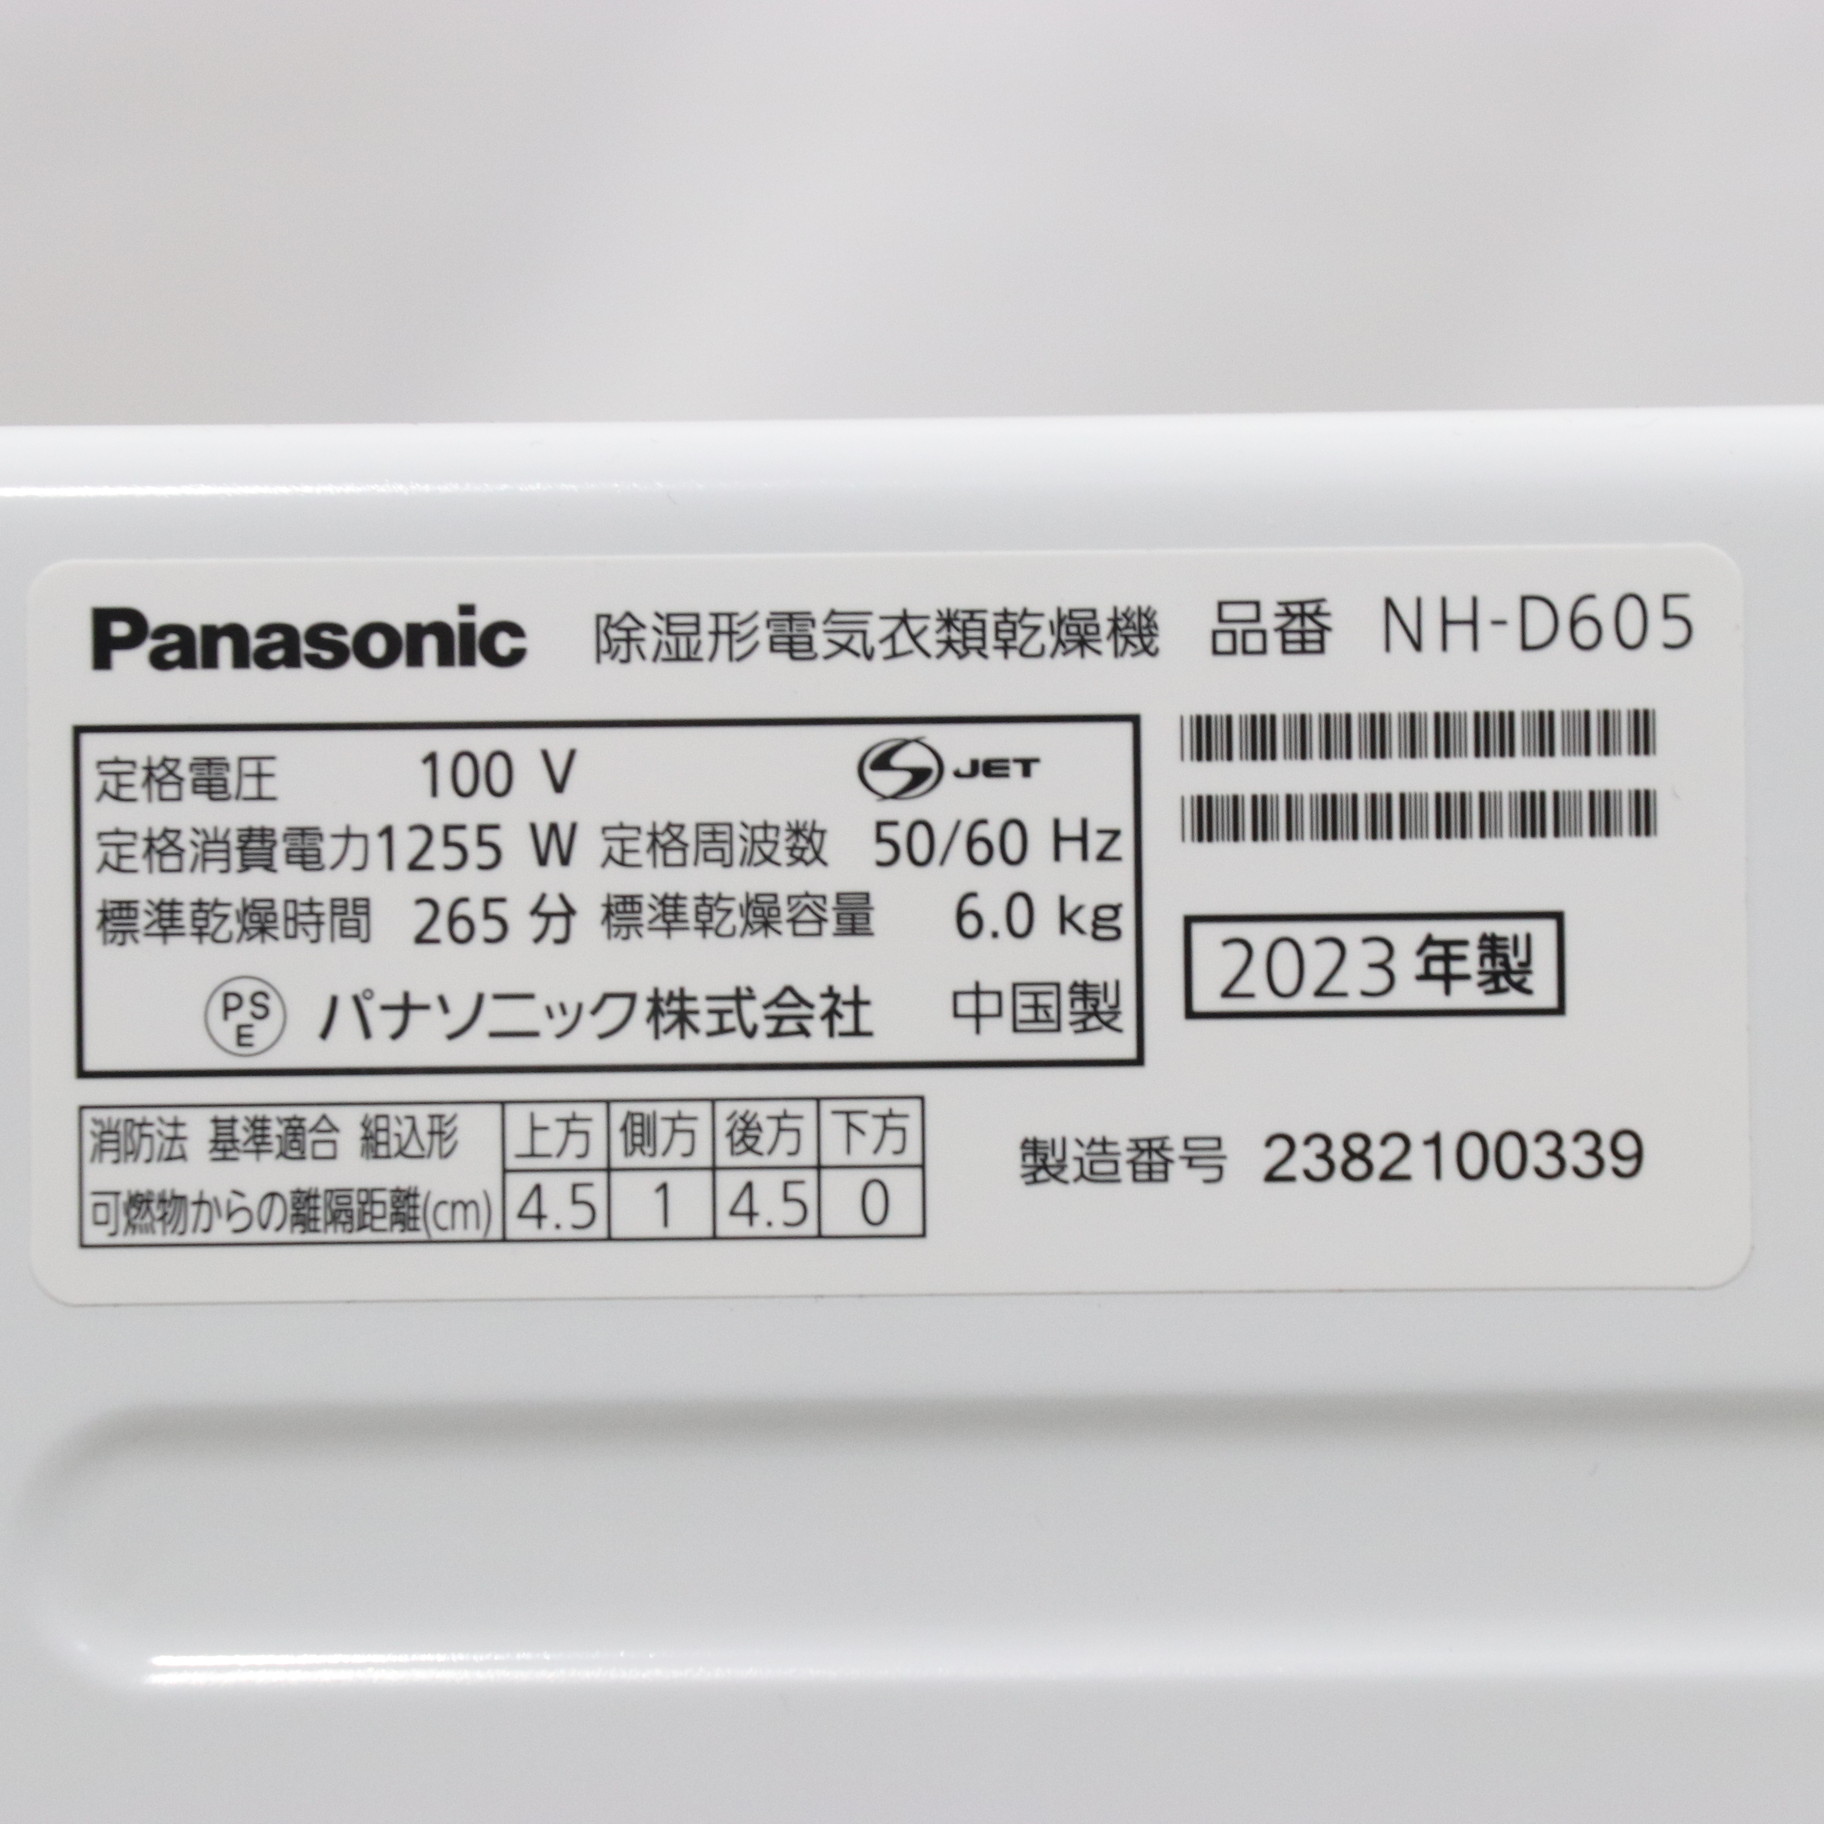 Panasonic 除湿形電気衣類乾燥機 品番 NH-D605
定格電圧 100 V S JET
定格消費電力 1255 W 定格周波数 50/60 Hz
標準乾燥時間 265 分 標準乾燥容量 6.0 kg
PSE パナソニック株式会社 中国製
2023年製
消防法 基準適合 組込形 上方 側方 後方 下方
可燃物からの離隔距離(cm) 4.5 1 4.5 0
製造番号 2382100339